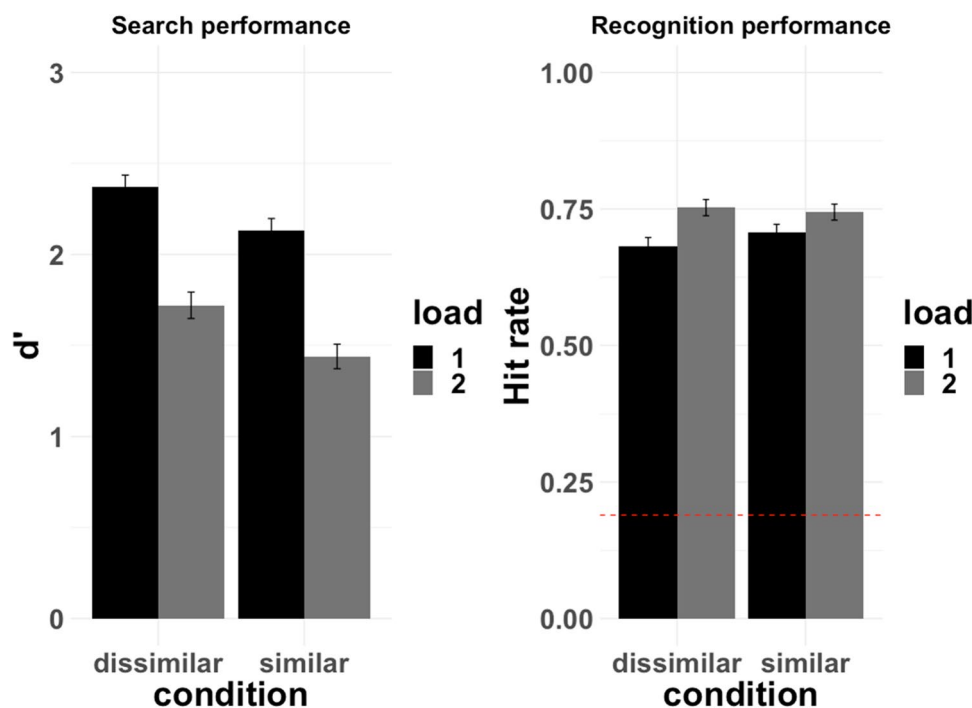 Search performance
3
2
1
0
d'
dissimilar similar
condition
load
1
2
Recognition performance
1.00
0.75
0.50
0.25
0.00
Hit rate
dissimilar similar
condition
load
1
2